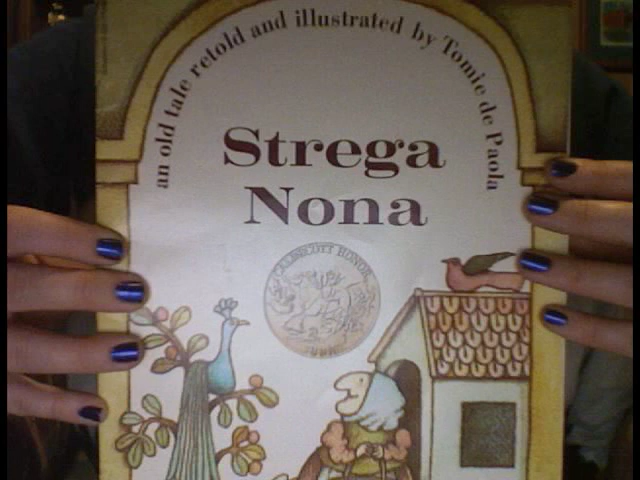 an old tale retold and illustrated by Tomie de Paola
Strega
Nona
CALDECOTT HONOR